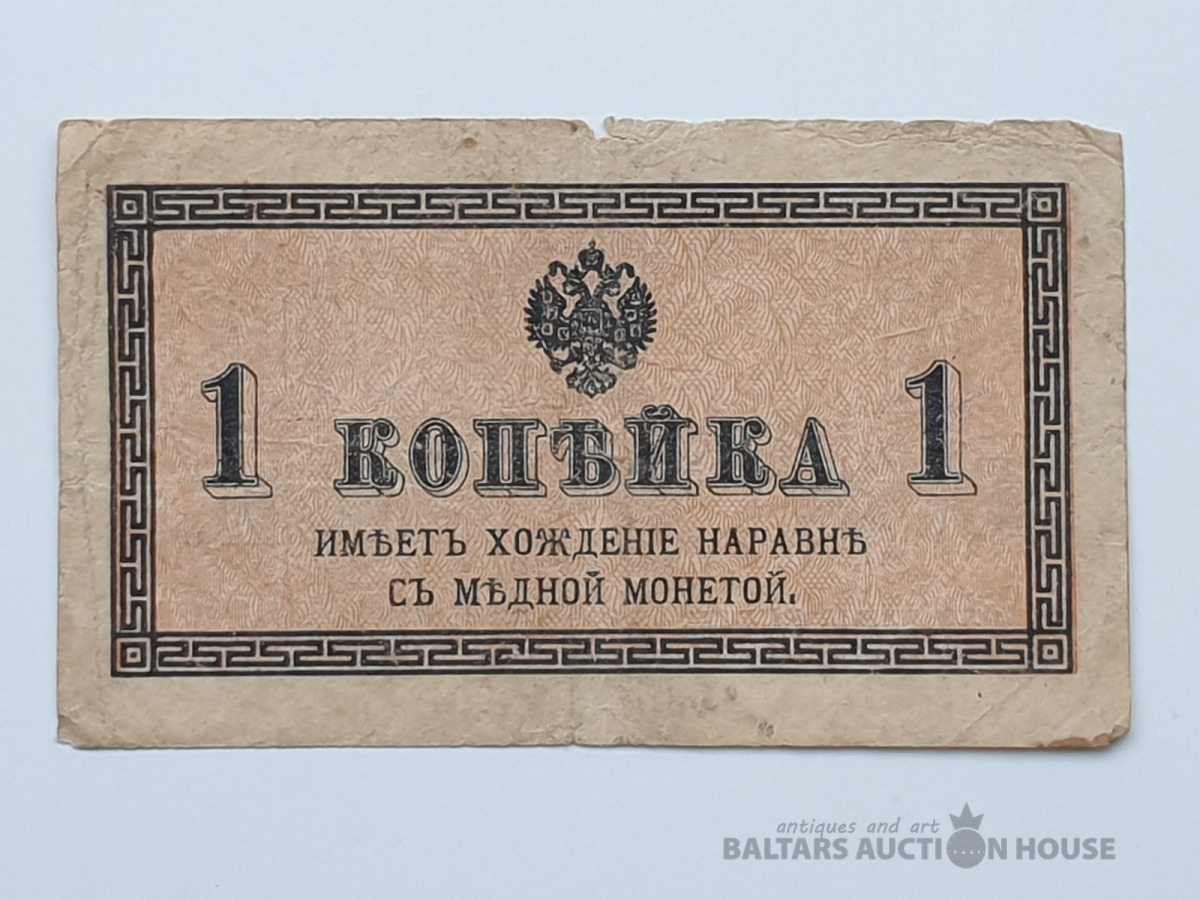 1 КОПѢЙКА 1
ИМѢЕТЪ ХОЖДЕНІЕ НАРАВНѢ
СЪ МѢДНОЙ МОНЕТОЙ.
antiques and art
BALTARS AUCTION HOUSE